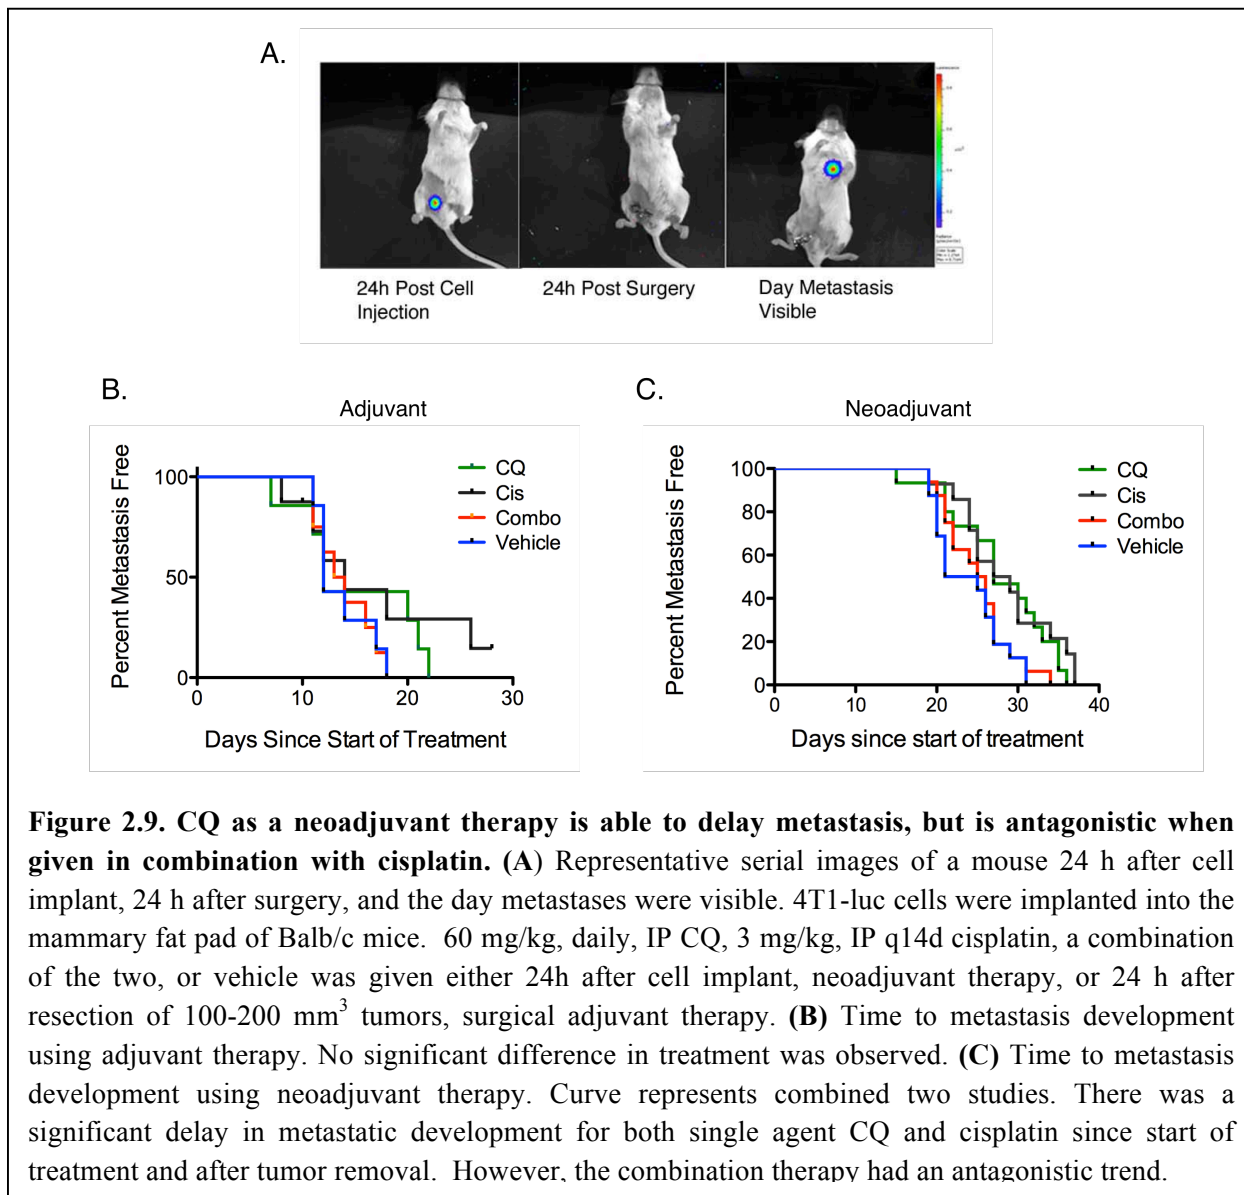 A.
24h Post Cell
Injection
24h Post Surgery
Day Metastasis
Visible
B.
Adjuvant
Percent Metastasis Free
100
50
0
0 10 20 30
Days Since Start of Treatment
CQ
Cis
Combo
Vehicle
C.
Neoadjuvant
Percent Metastasis Free
100
80
60
40
20
0
0 10 20 30 40
Days since start of treatment
CQ
Cis
Combo
Vehicle
Figure 2.9. CQ as a neoadjuvant therapy is able to delay metastasis, but is antagonistic when
given in combination with cisplatin. (A) Representative serial images of a mouse 24 h after cell
implant, 24 h after surgery, and the day metastases were visible. 4T1-luc cells were implanted into the
mammary fat pad of Balb/c mice. 60 mg/kg, daily, IP CQ, 3 mg/kg, IP q14d cisplatin, a combination
of the two, or vehicle was given either 24h after cell implant, neoadjuvant therapy, or 24 h after
resection of 100-200 mm³ tumors, surgical adjuvant therapy. (B) Time to metastasis development
using adjuvant therapy. No significant difference in treatment was observed. (C) Time to metastasis
development using neoadjuvant therapy. Curve represents combined two studies. There was a
significant delay in metastatic development for both single agent CQ and cisplatin since start of
treatment and after tumor removal. However, the combination therapy had an antagonistic trend.